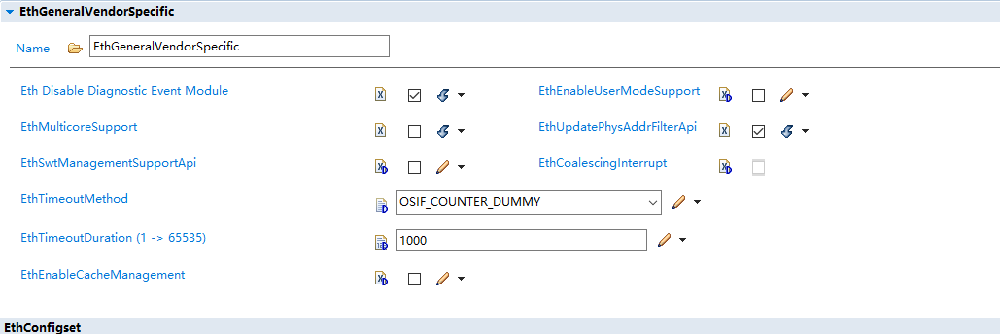 EthGeneralVendorSpecific
Name EthGeneralVendorSpecific
Eth Disable Diagnostic Event Module EthEnableUserModeSupport
EthMulticoreSupport EthUpdatePhysAddrFilterApi
EthSwtManagementSupportApi EthCoalescingInterrupt
EthTimeoutMethod OSIF_COUNTER_DUMMY
EthTimeoutDuration (1 -> 65535) 1000
EthEnableCacheManagement
EthConfigset